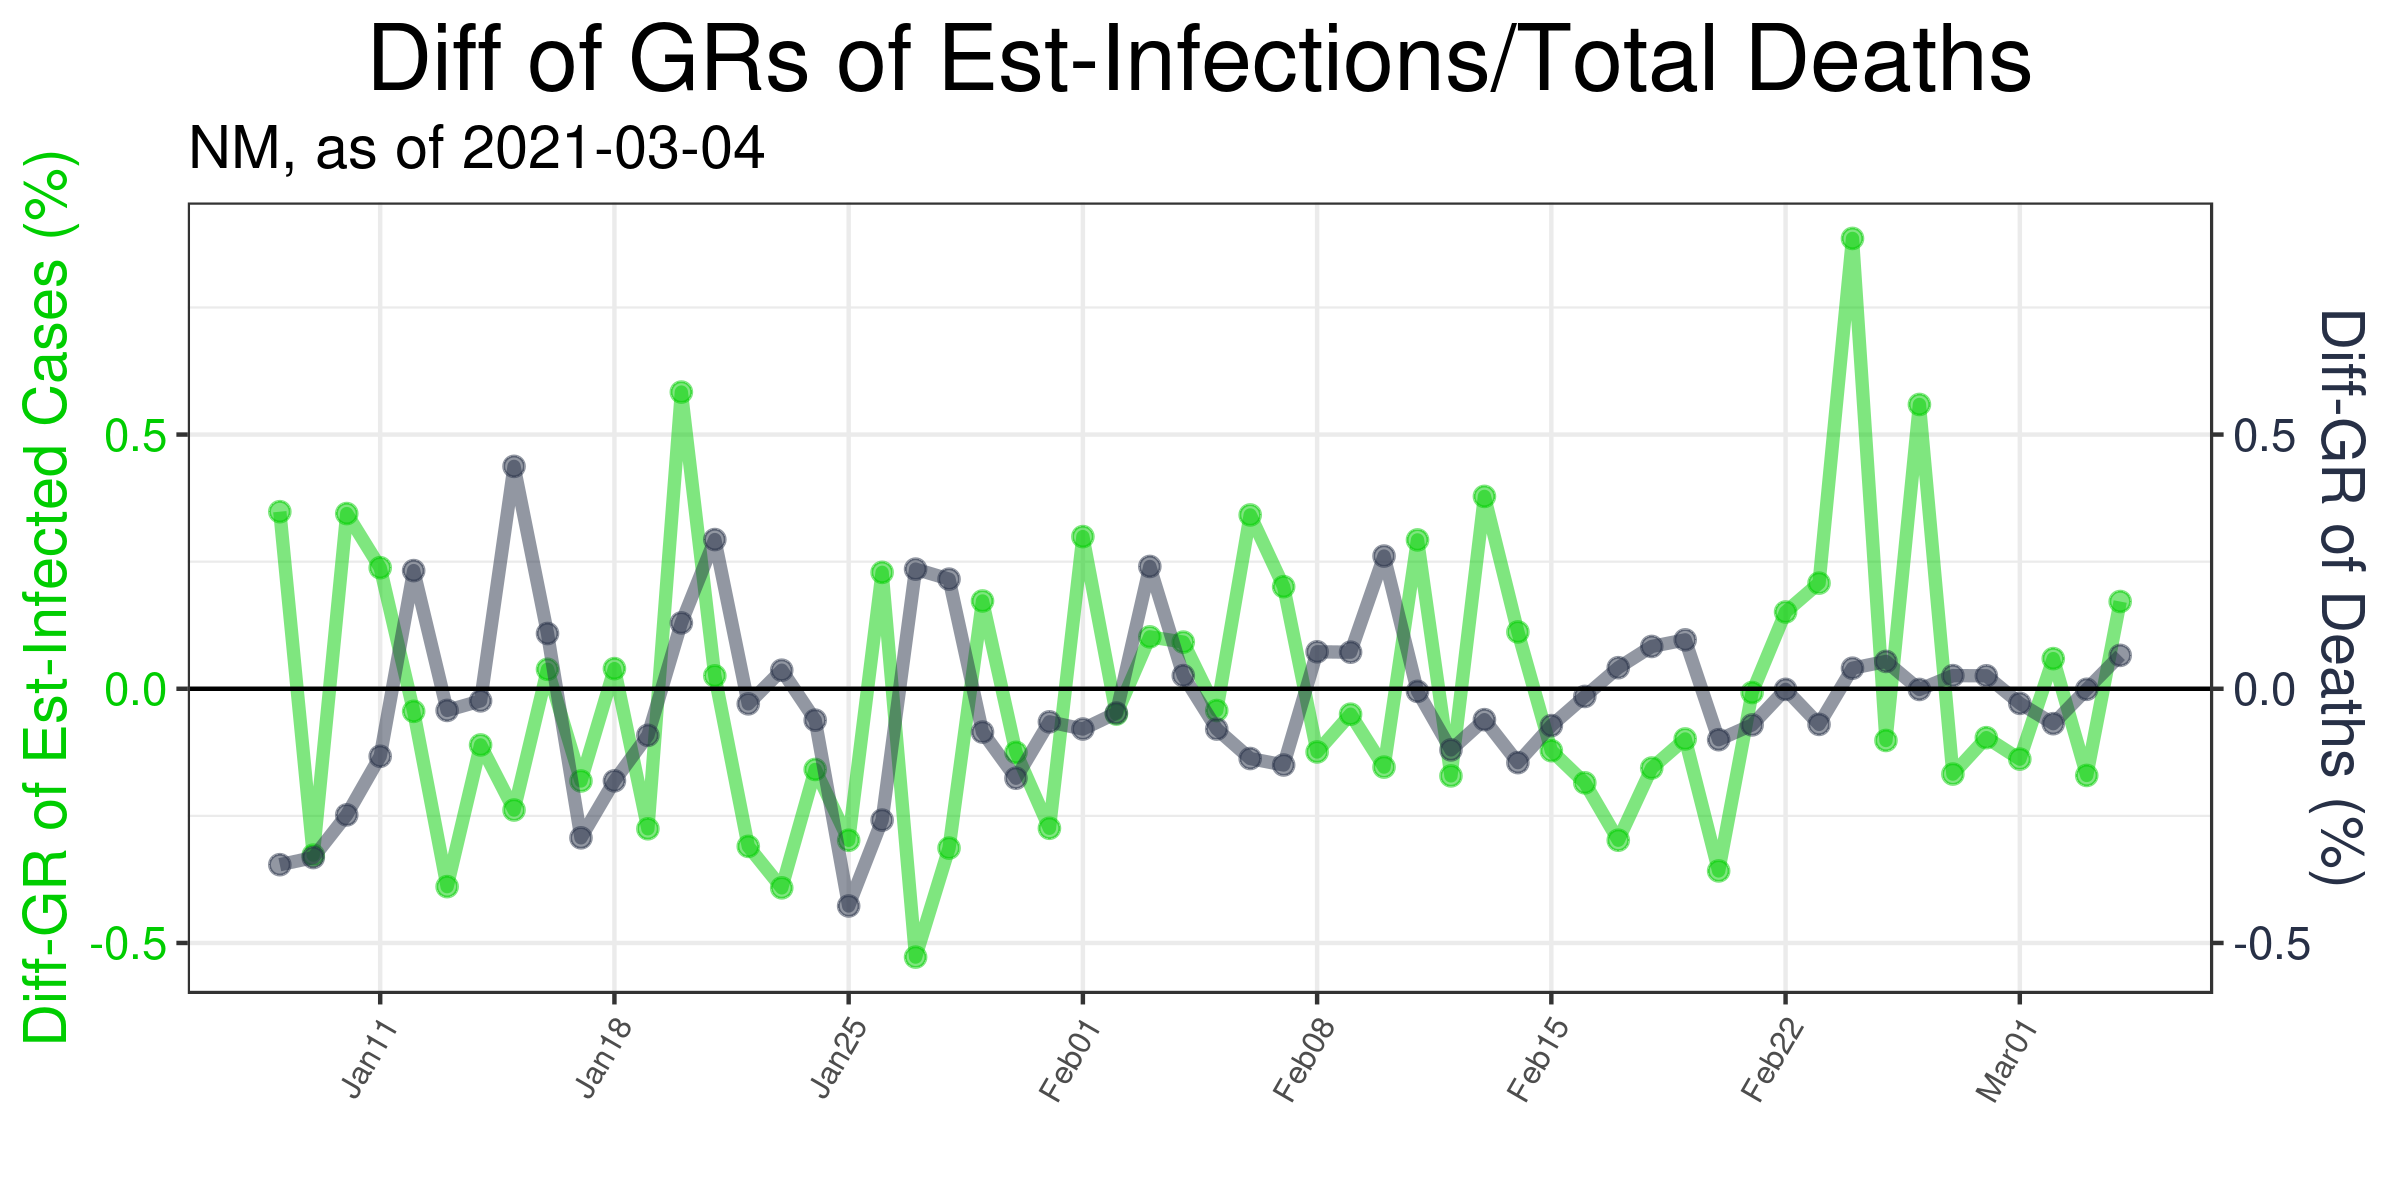 Diff of GRs of Est-Infections/Total Deaths
NM, as of 2021-03-04
Diff-GR of Est-Infected Cases (%)
0.5
0.0
-0.5
0.5
0.0
-0.5
Diff-GR of Deaths (%)
Jan11
Jan18
Jan25
Feb01
Feb08
Feb15
Feb22
Mar01